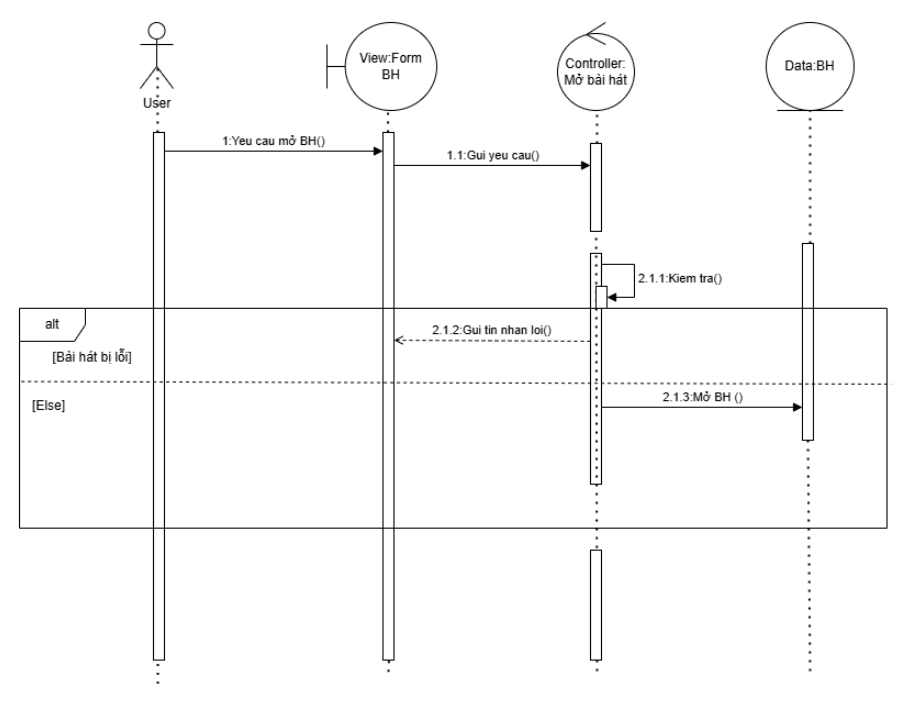 View:Form
BH
Controller:
Mở bài hát
Data:BH
User
1:Yeu cau mở BH()
1.1:Gui yeu cau()
2.1.1:Kiem tra()
alt
2.1.2:Gui tin nhan loi()
[Bài hát bị lỗi]
2.1.3:Mở BH ()
[Else]